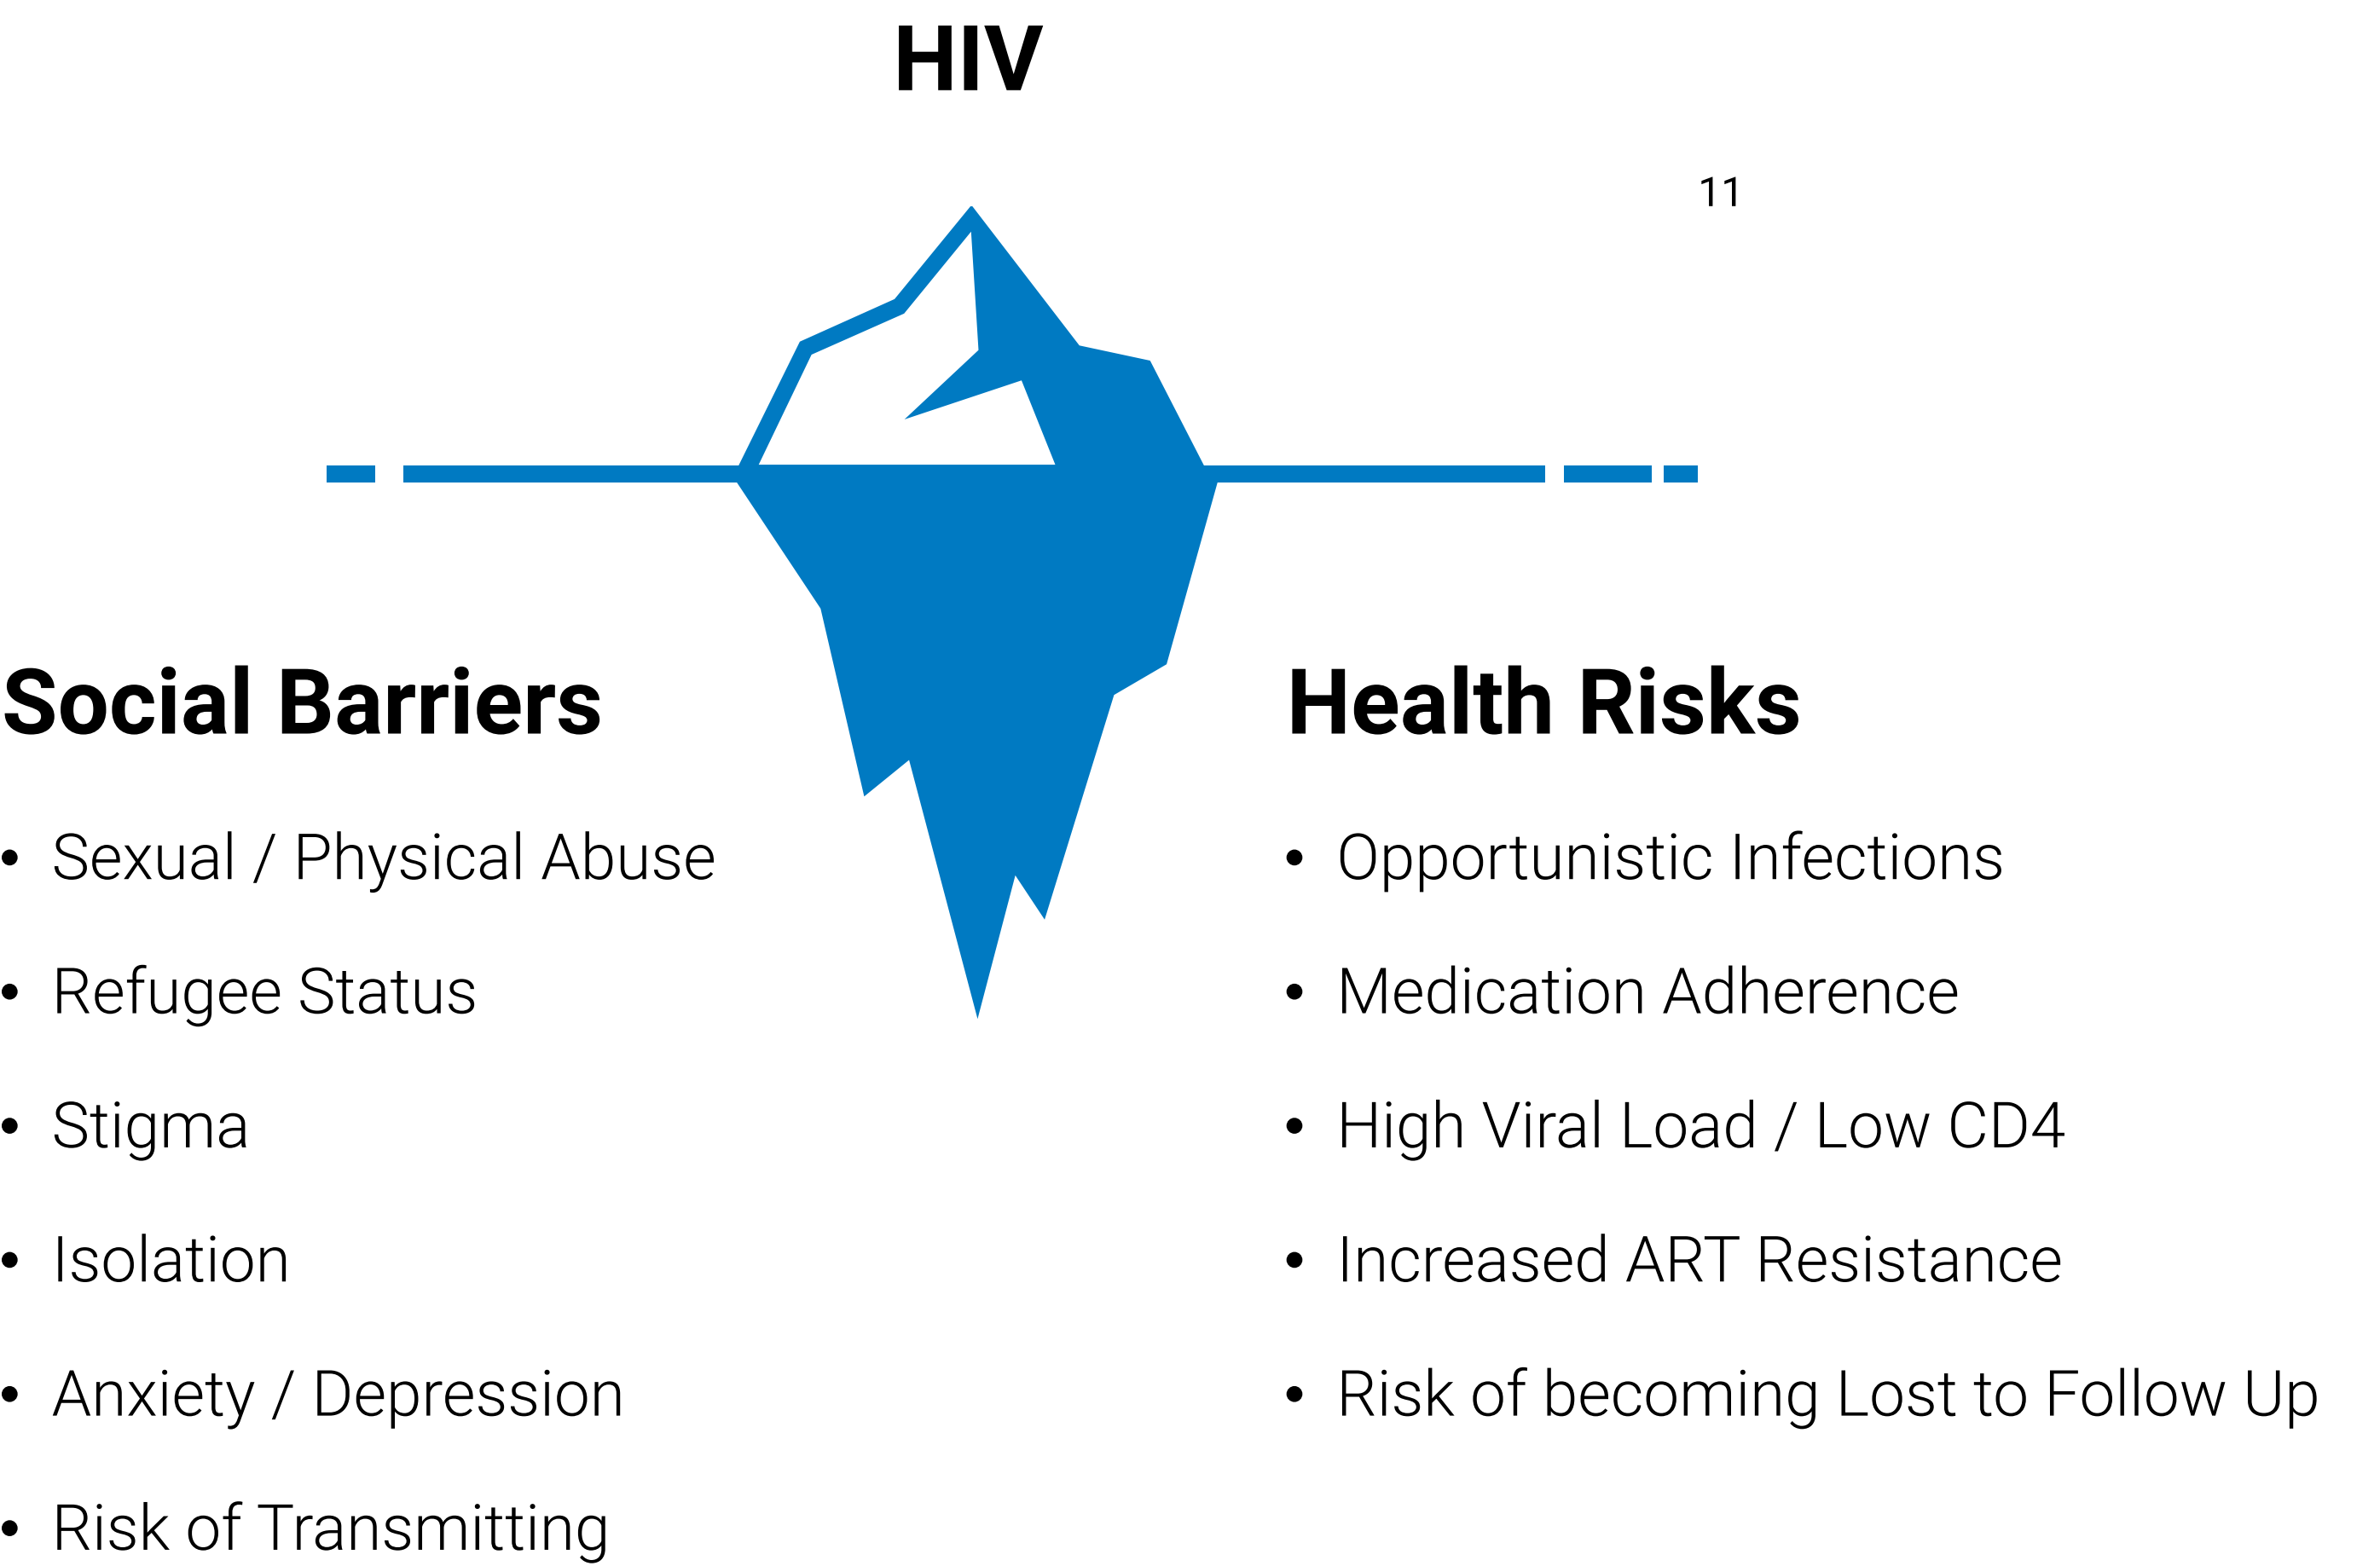 HIV
11
Social Barriers
• Sexual / Physical Abuse
• Refugee Status
• Stigma
• Isolation
• Anxiety / Depression
• Risk of Transmitting
Health Risks
• Opportunistic Infections
• Medication Adherence
• High Viral Load / Low CD4
• Increased ART Resistance
• Risk of becoming Lost to Follow Up